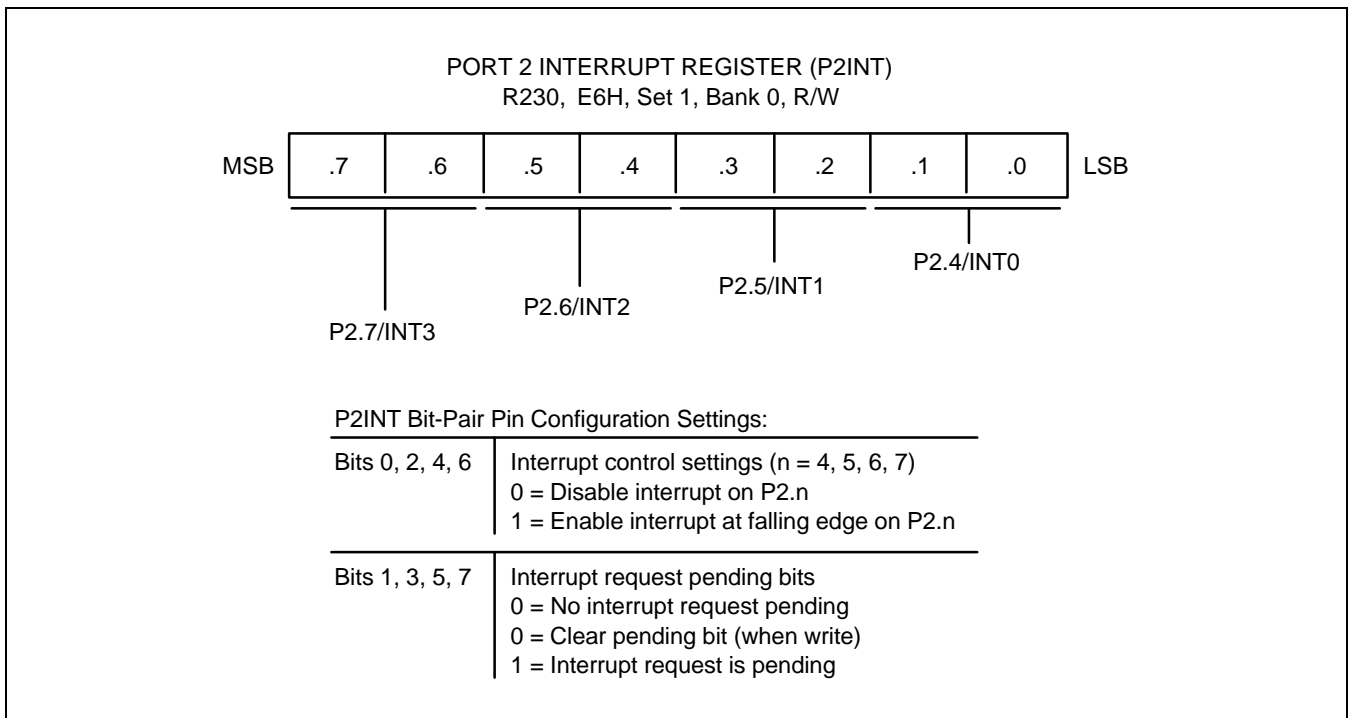 PORT 2 INTERRUPT REGISTER (P2INT)
R230, E6H, Set 1, Bank 0, R/W
MSB .7 .6 .5 .4 .3 .2 .1 .0 LSB
P2.4/INT0
P2.5/INT1
P2.6/INT2
P2.7/INT3
P2INT Bit-Pair Pin Configuration Settings:
Bits 0, 2, 4, 6 Interrupt control settings (n = 4, 5, 6, 7)
0 = Disable interrupt on P2.n
1 = Enable interrupt at falling edge on P2.n
Bits 1, 3, 5, 7 Interrupt request pending bits
0 = No interrupt request pending
0 = Clear pending bit (when write)
1 = Interrupt request is pending